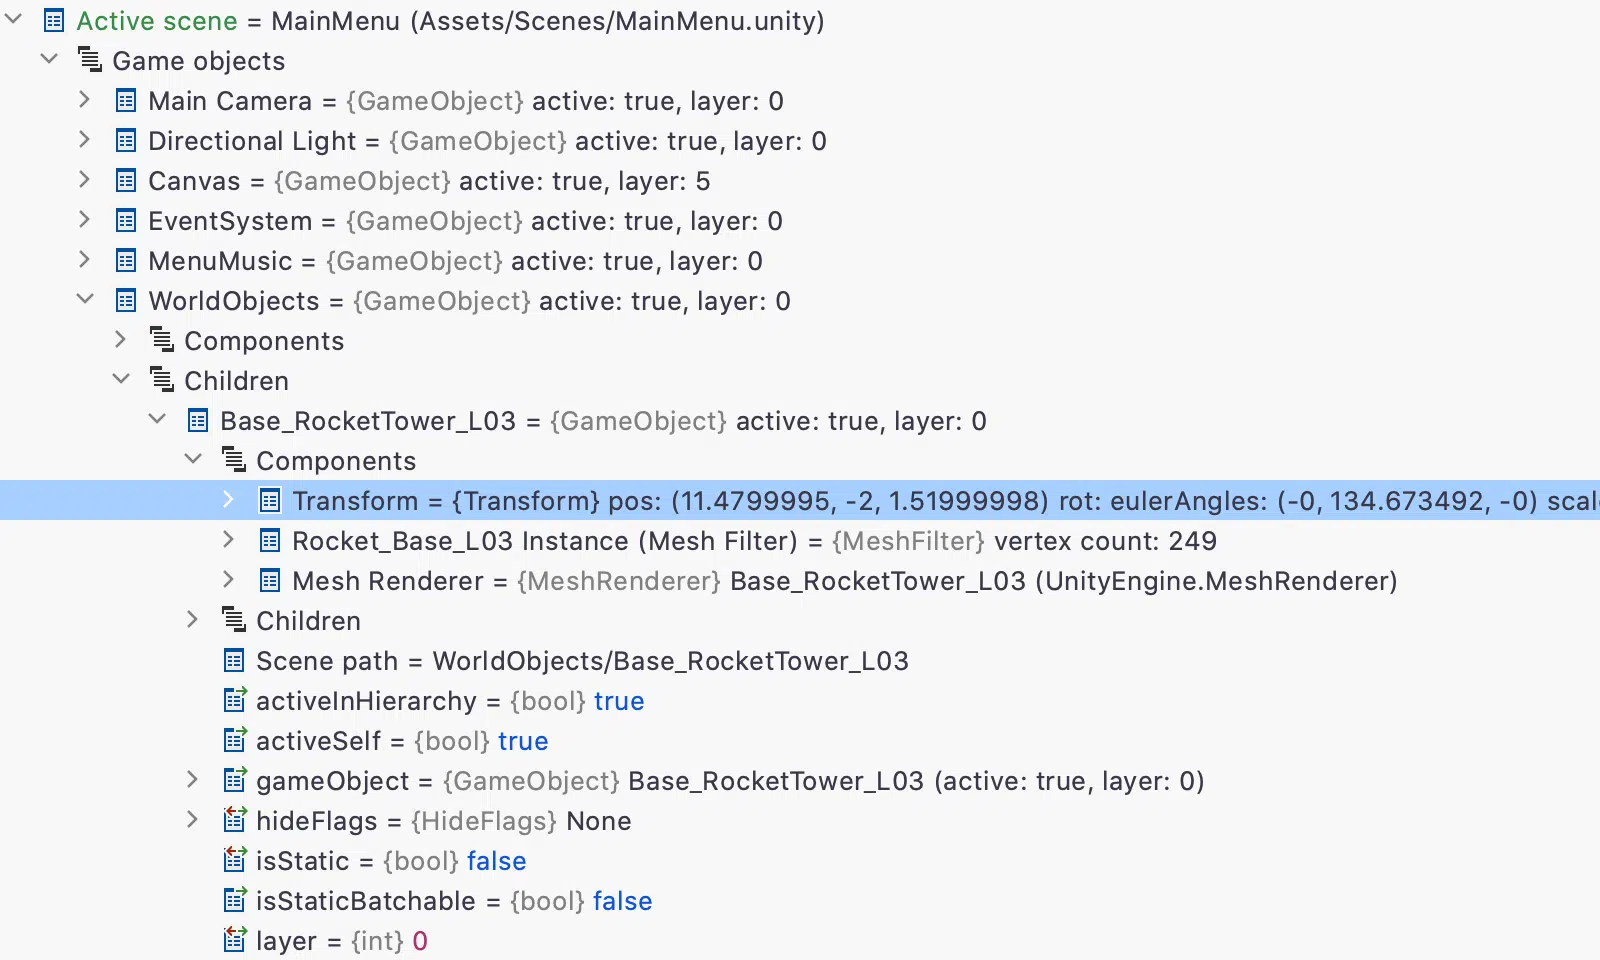 Active scene = MainMenu (Assets/Scenes/MainMenu.unity)
Game objects
Main Camera = {GameObject} active: true, layer: 0
Directional Light = {GameObject} active: true, layer: 0
Canvas = {GameObject} active: true, layer: 5
EventSystem = {GameObject} active: true, layer: 0
MenuMusic = {GameObject} active: true, layer: 0
WorldObjects = {GameObject} active: true, layer: 0
Components
Children
Base_RocketTower_L03 = {GameObject} active: true, layer: 0
Components
Transform = {Transform} pos: (11.4799995, -2, 1.51999998) rot: eulerAngles: (-0, 134.673492, -0)
Rocket_Base_L03 Instance (Mesh Filter) = {MeshFilter} vertex count: 249
Mesh Renderer = {MeshRenderer} Base_RocketTower_L03 (UnityEngine.MeshRenderer)
Children
Scene path = WorldObjects/Base_RocketTower_L03
activeInHierarchy = {bool} true
activeSelf = {bool} true
gameObject = {GameObject} Base_RocketTower_L03 (active: true, layer: 0)
hideFlags = {HideFlags} None
isStatic = {bool} false
isStaticBatchable = {bool} false
layer = {int} 0